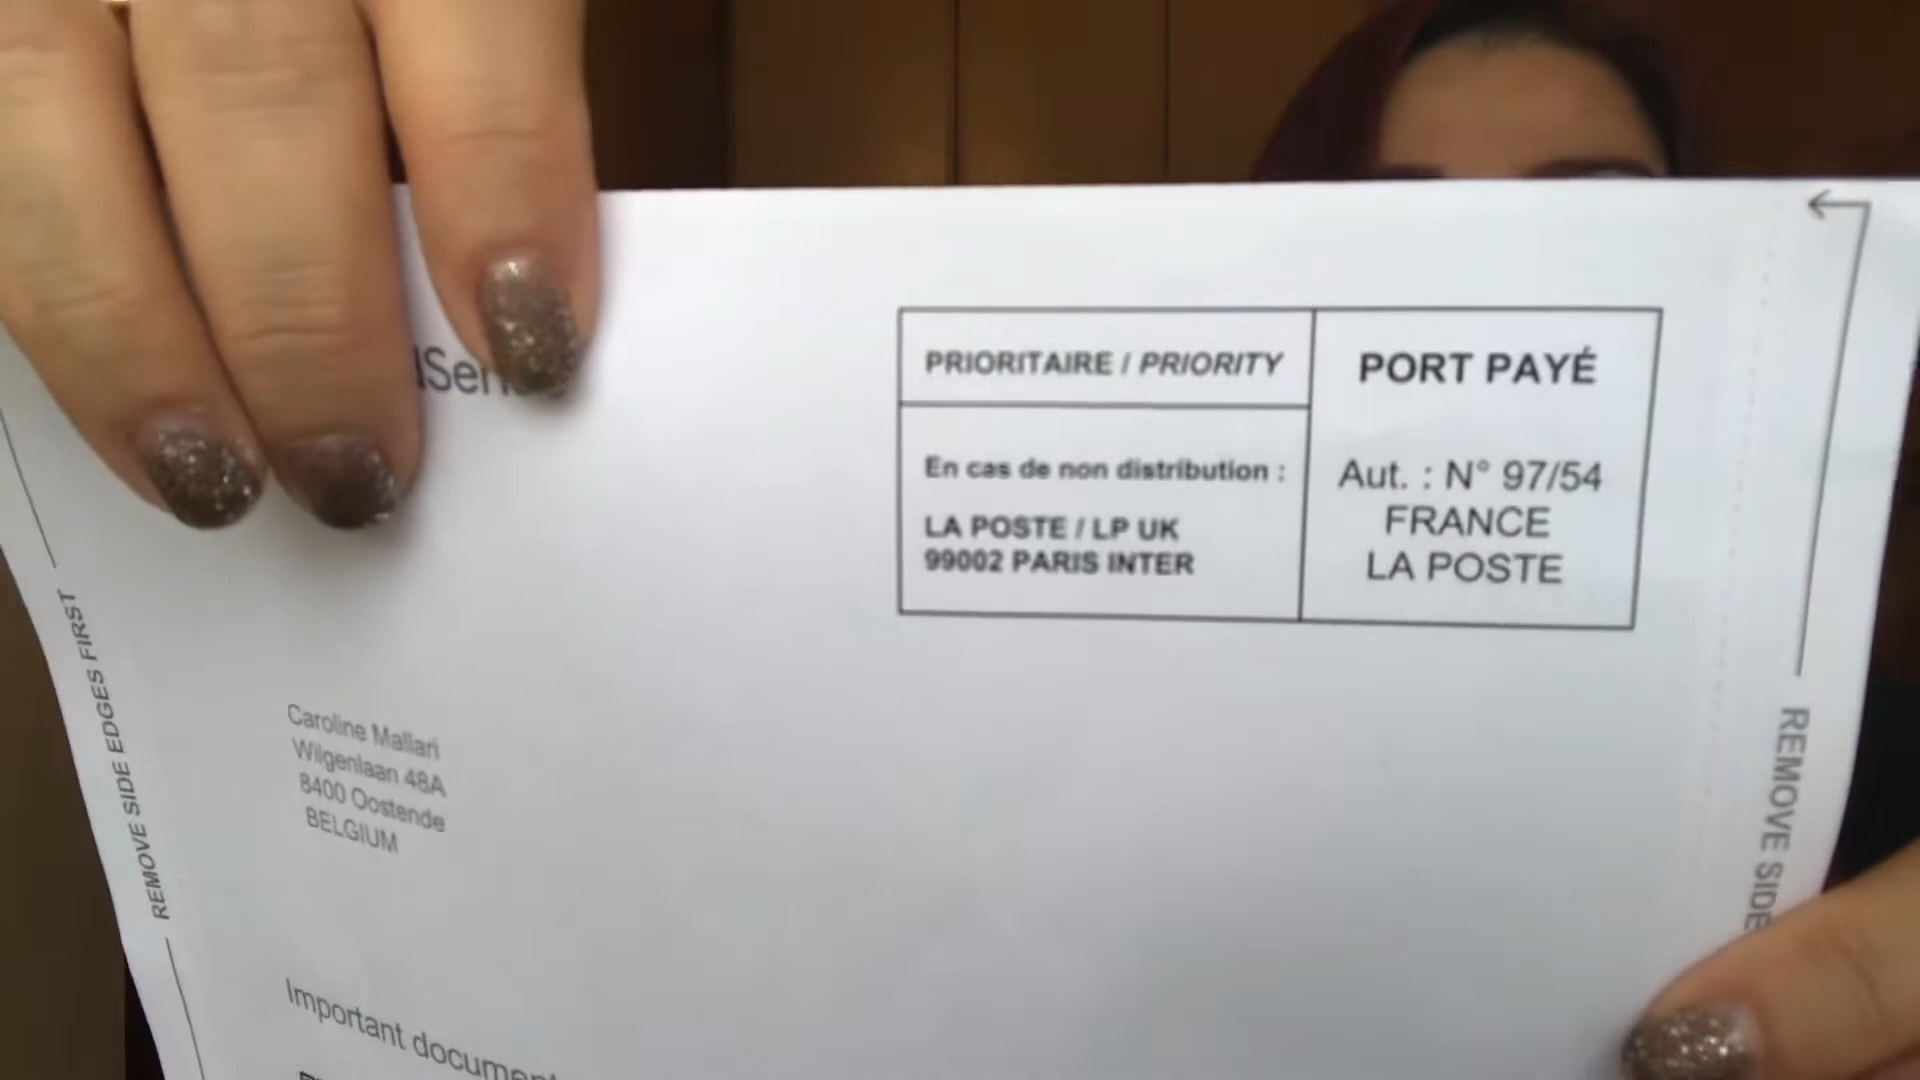 PRIORITAIRE / PRIORITY
PORT PAYÉ
En cas de non distribution :
LA POSTE / LP UK
99002 PARIS INTER
Aut. : N° 97/54
FRANCE
LA POSTE
Caroline Mallari
Wilgenlaan 48A
8400 Oostende
BELGIUM
Important
REMOVE SIDE EDGES FIRST
REMOVE SIDE